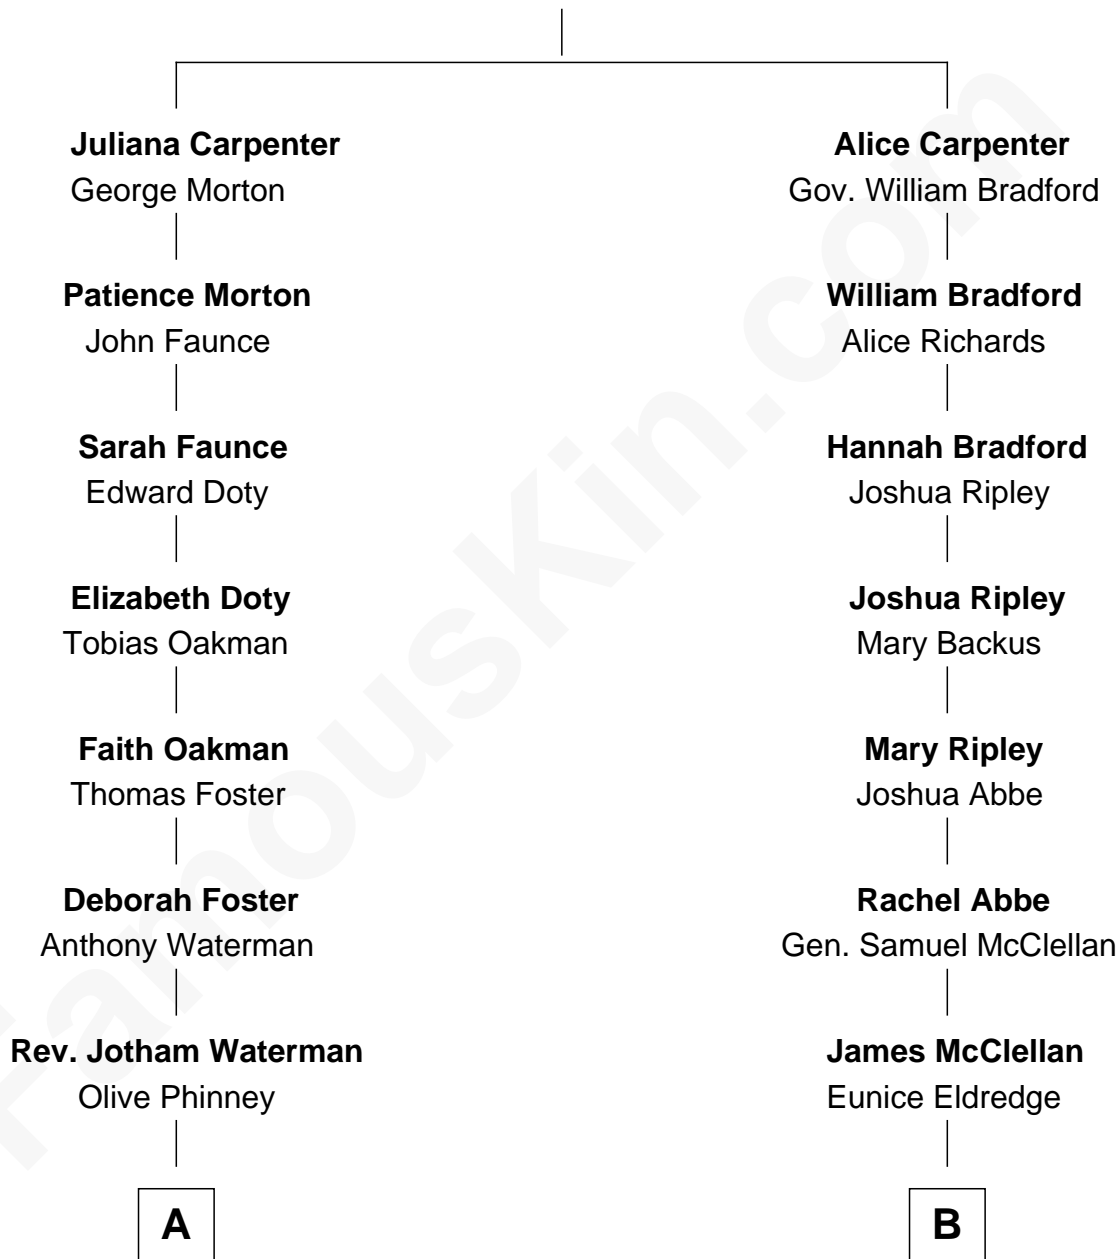 Juliana Carpenter
George Morton
Alice Carpenter
Gov. William Bradford
Patience Morton
John Faunce
William Bradford
Alice Richards
Sarah Faunce
Edward Doty
Hannah Bradford
Joshua Ripley
Elizabeth Doty
Tobias Oakman
Joshua Ripley
Mary Backus
Faith Oakman
Thomas Foster
Mary Ripley
Joshua Abbe
Deborah Foster
Anthony Waterman
Rachel Abbe
Gen. Samuel McClellan
Rev. Jotham Waterman
Olive Phinney
James McClellan
Eunice Eldredge
A
B
FamousKin.com